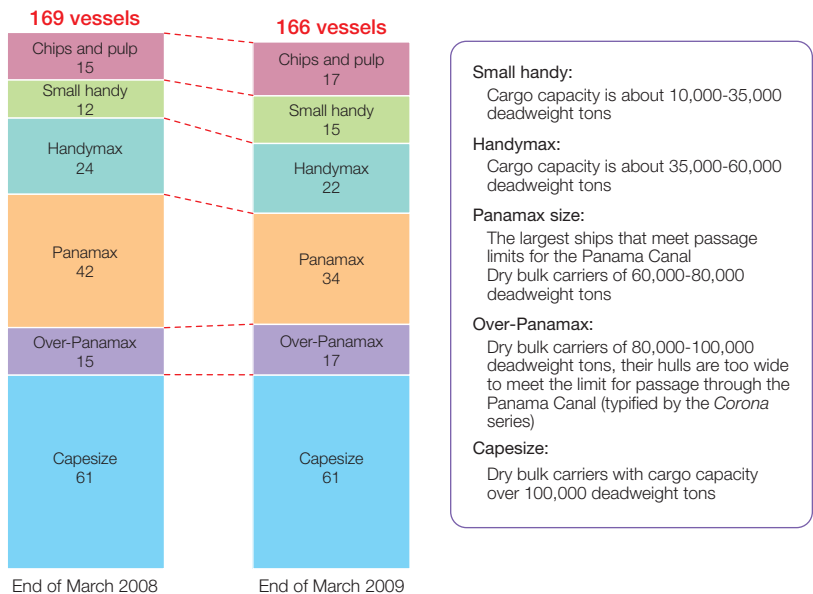 169 vessels
Chips and pulp
15
Small handy
12
Handymax
24
Panamax
42
Over-Panamax
15
Capesize
61
End of March 2008
166 vessels
Chips and pulp
17
Small handy
15
Handymax
22
Panamax
34
Over-Panamax
17
Capesize
61
End of March 2009
Small handy:
Cargo capacity is about 10,000-35,000
deadweight tons
Handymax:
Cargo capacity is about 35,000-60,000
deadweight tons
Panamax size:
The largest ships that meet passage
limits for the Panama Canal
Dry bulk carriers of 60,000-80,000
deadweight tons
Over-Panamax:
Dry bulk carriers of 80,000-100,000
deadweight tons, their hulls are too wide
to meet the limit for passage through the
Panama Canal (typified by the Corona
series)
Capesize:
Dry bulk carriers with cargo capacity
over 100,000 deadweight tons